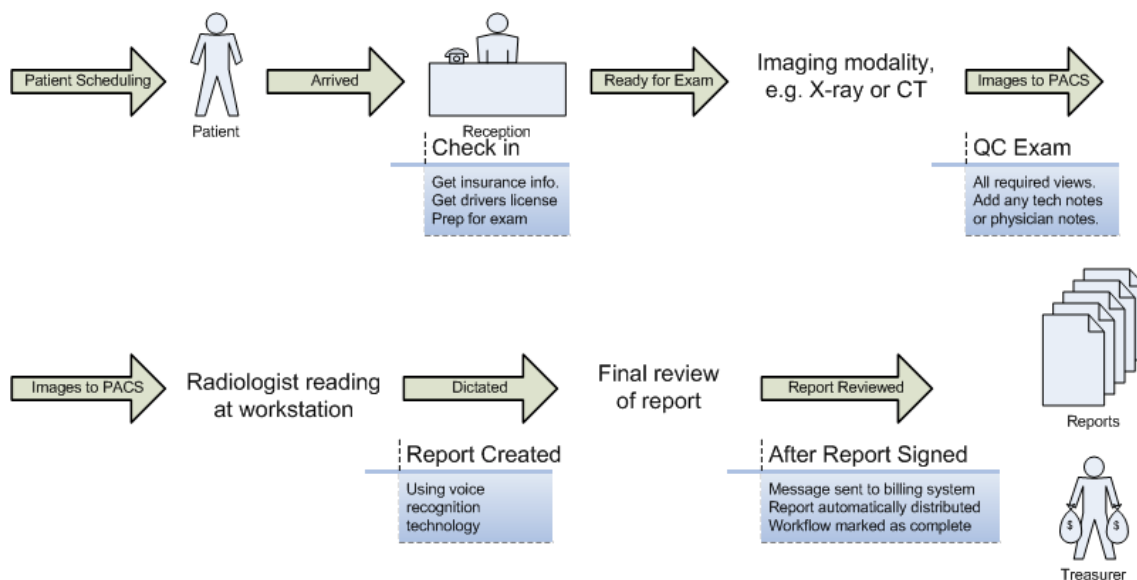 Patient Scheduling
Patient
Arrived
Reception
Check in
Get insurance info.
Get drivers license
Prep for exam
Ready for Exam
Imaging modality,
e.g. X-ray or CT
Images to PACS
QC Exam
All required views.
Add any tech notes
or physician notes.
Images to PACS
Radiologist reading
at workstation
Dictated
Report Created
Using voice
recognition
technology
Final review
of report
Report Reviewed
After Report Signed
Message sent to billing system
Report automatically distributed
Workflow marked as complete
Reports
$
$
Treasurer